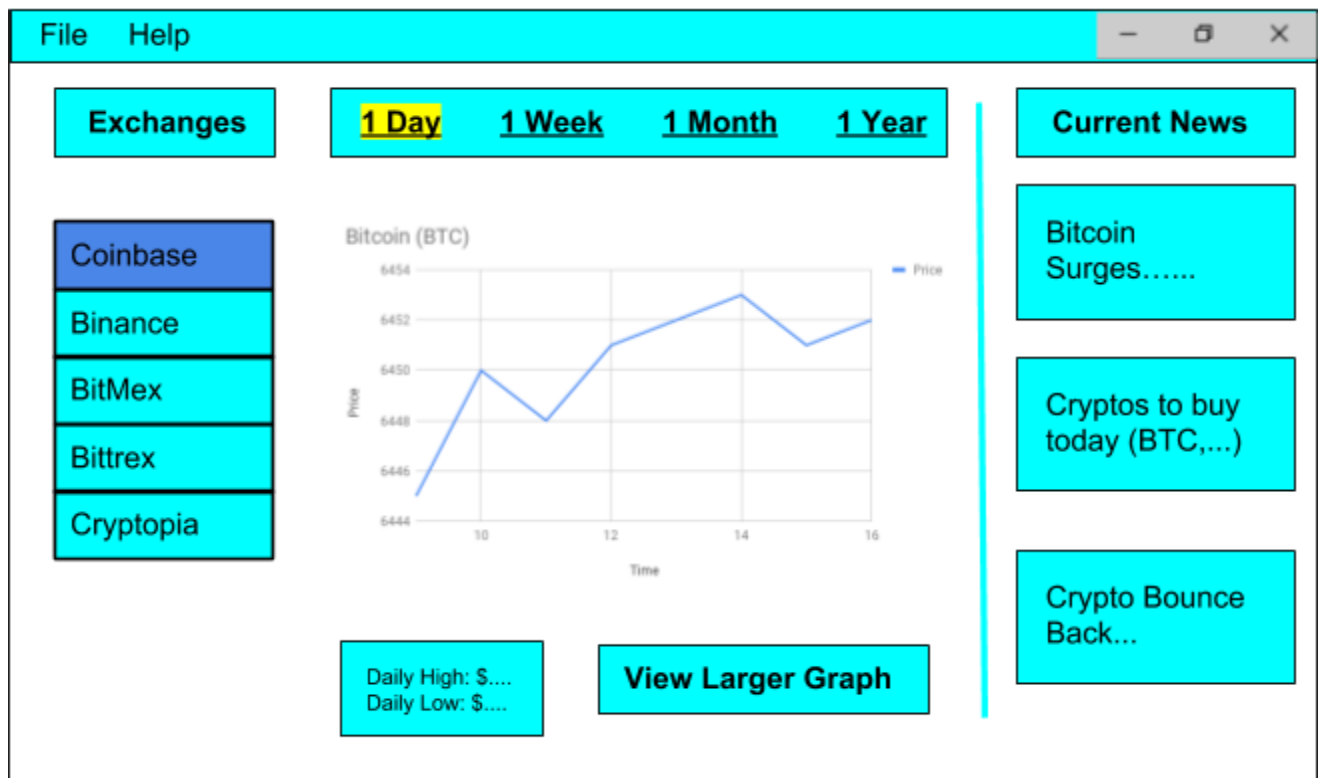 File Help
Exchanges
1 Day 1 Week 1 Month 1 Year
Current News
Coinbase
Binance
BitMex
Bittrex
Cryptopia
Bitcoin (BTC)
Price
6454
6452
6450
6448
6446
6444
Price
10 12 14 16
Time
Daily High: $....
Daily Low: $....
View Larger Graph
Bitcoin
Surges…...
Cryptos to buy
today (BTC,...)
Crypto Bounce
Back...